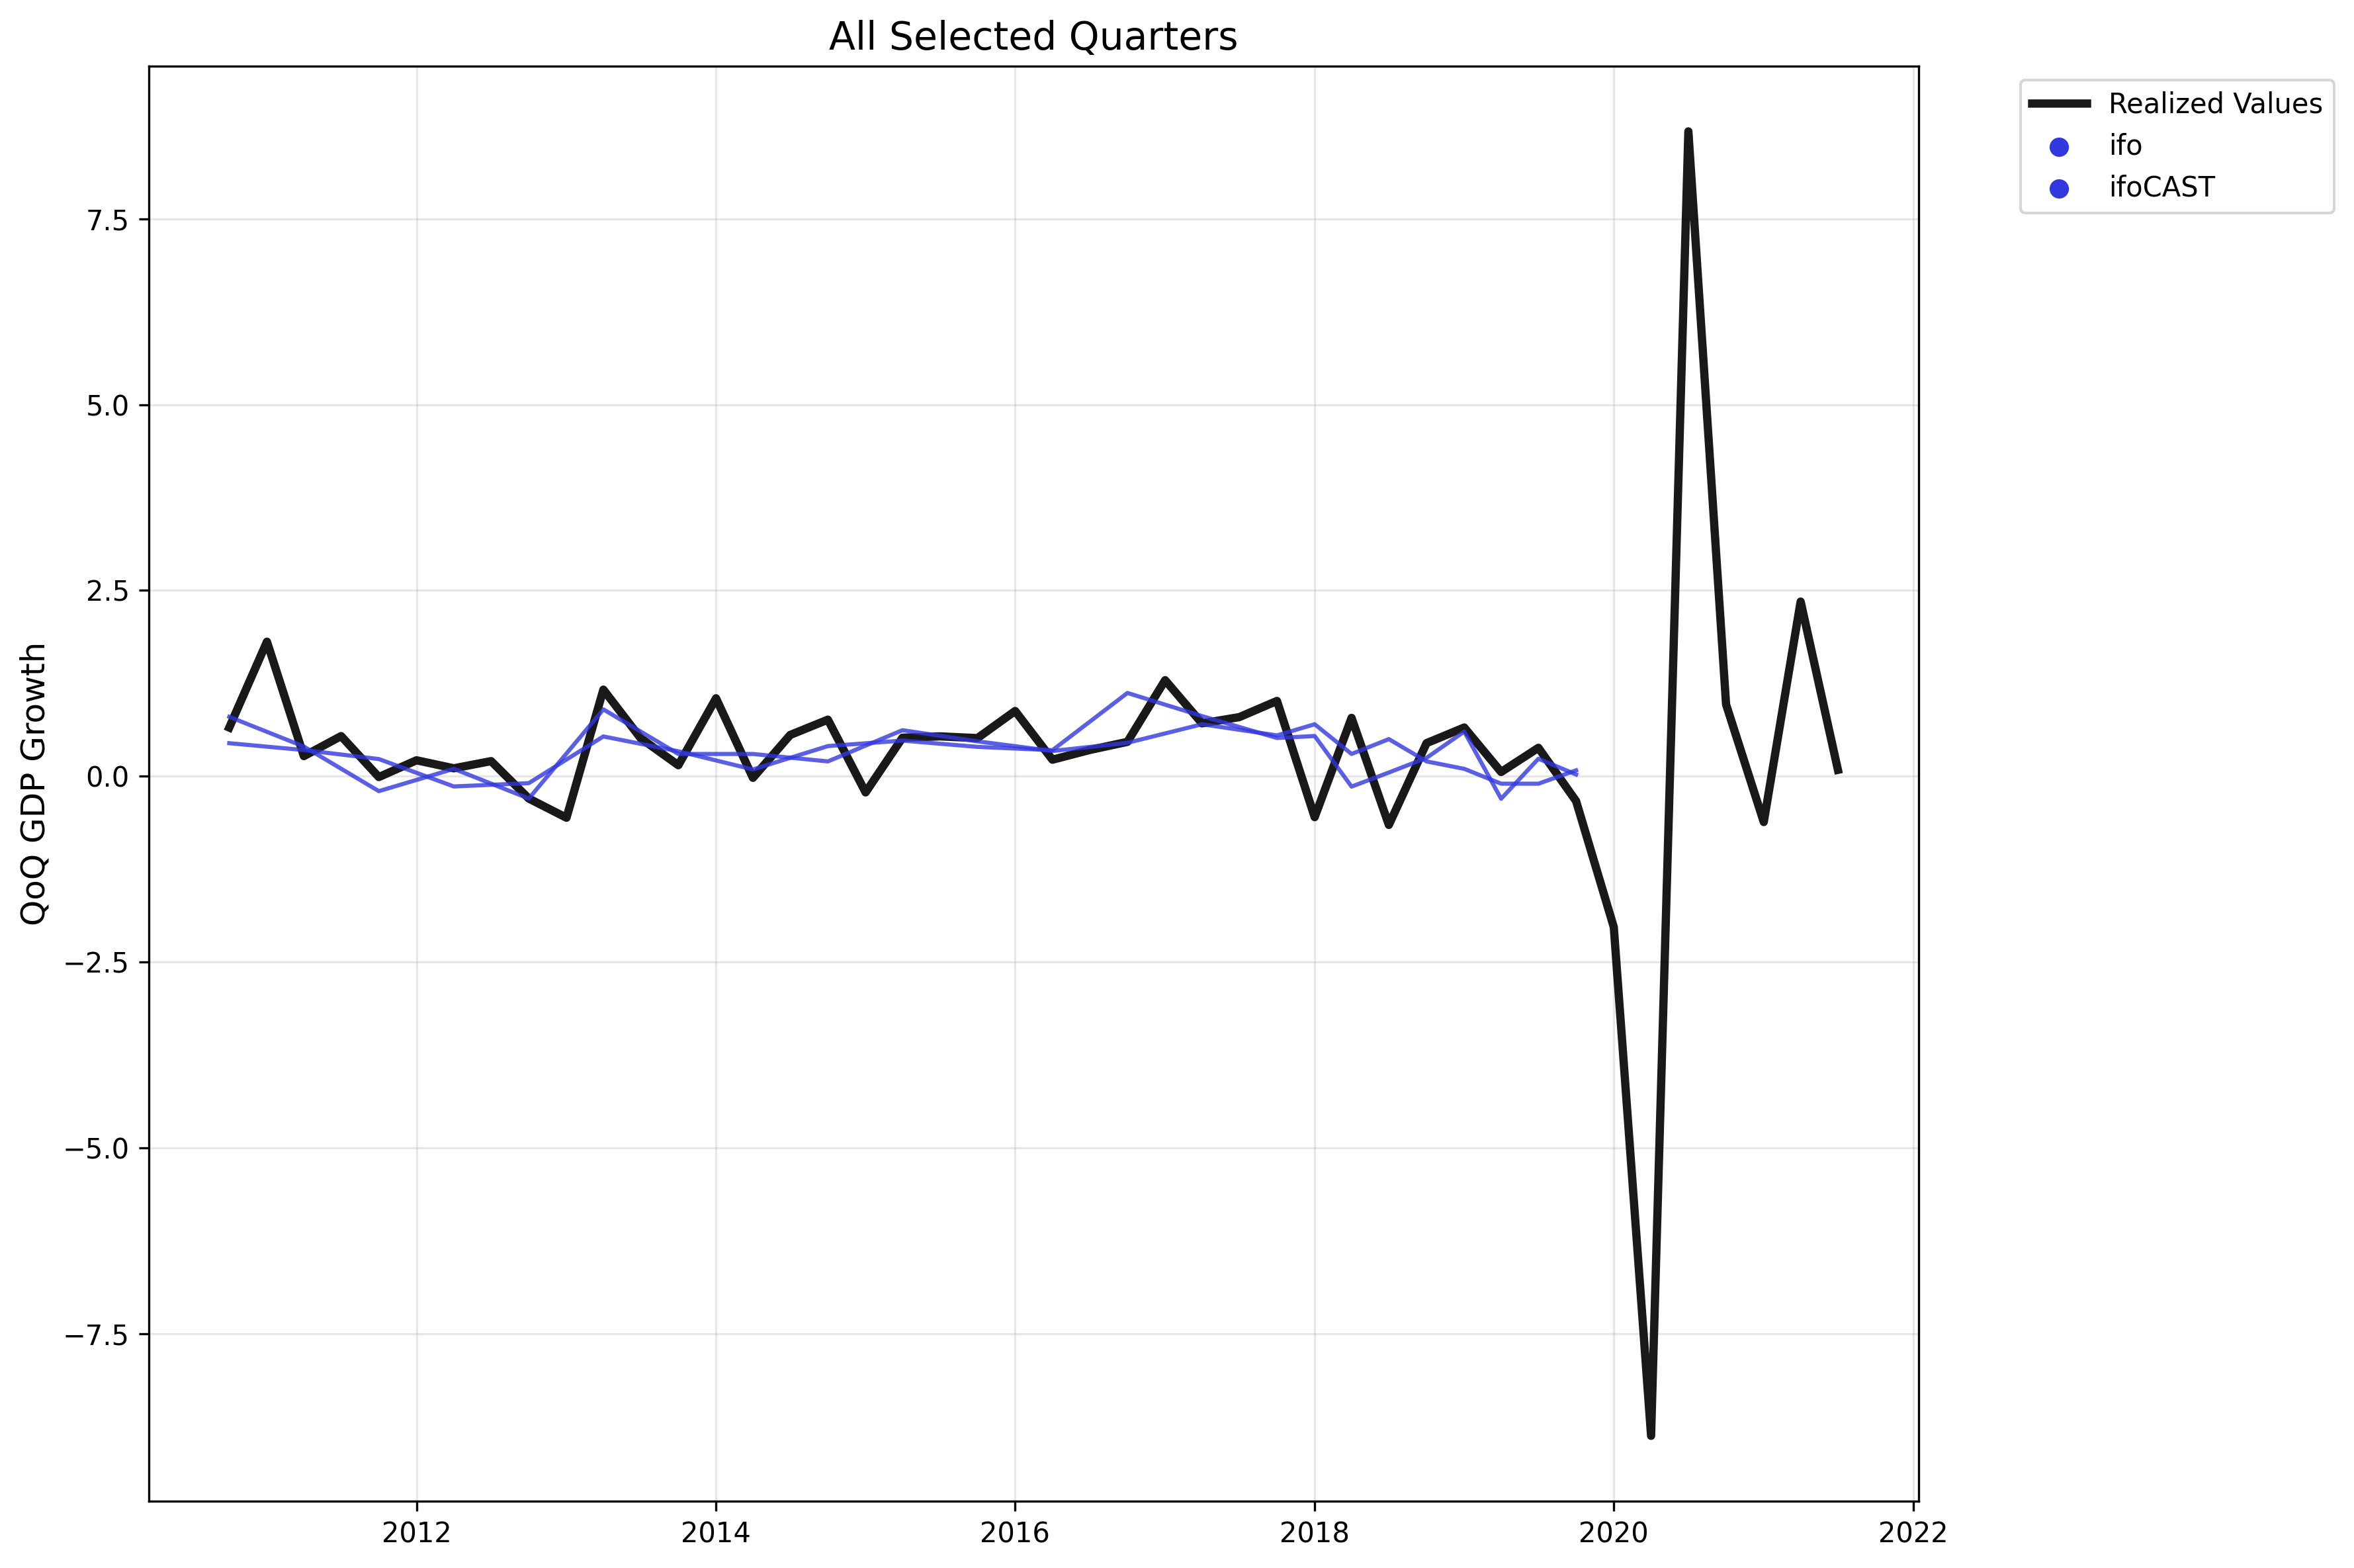 All Selected Quarters
Realized Values
ifo
ifoCAST
QoQ GDP Growth
7.5
5.0
2.5
0.0
−2.5
−5.0
−7.5
2012
2014
2016
2018
2020
2022